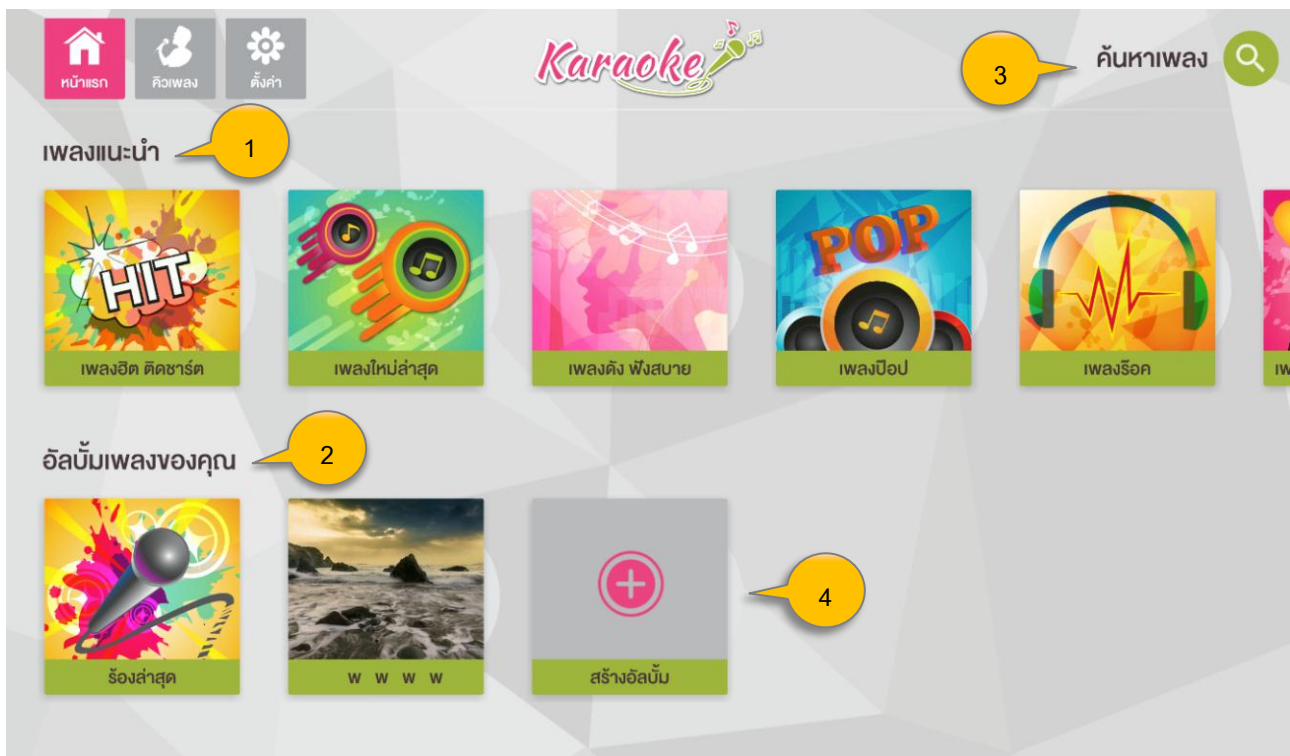 หน้าแรก
คิวเพลง
ตั้งค่า
Karaoke
3
ค้นหาเพลง
เพลงแนะนำ
1
HIT
POP
เพลงฮิต ติดชาร์ต
เพลงใหม่ล่าสุด
เพลงดัง ฟังสบาย
เพลงป๊อป
เพลงร็อค
อัลบั้มเพลงของคุณ
2
4
ร้องล่าสุด
W W W W
สร้างอัลบั้ม